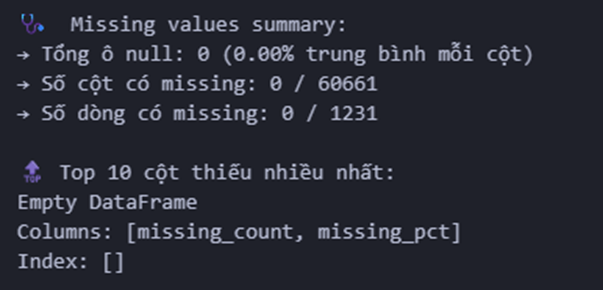 🩺 Missing values summary:
→ Tổng ô null: 0 (0.00% trung bình mỗi cột)
→ Số cột có missing: 0 / 60661
→ Số dòng có missing: 0 / 1231
🔝 Top 10 cột thiếu nhiều nhất:
Empty DataFrame
Columns: [missing_count, missing_pct]
Index: []